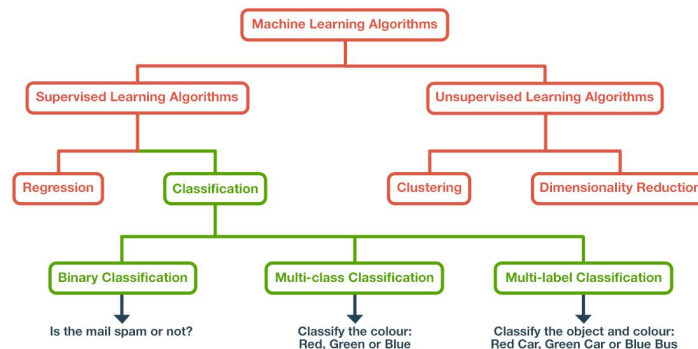 Machine Learning Algorithms
Supervised Learning Algorithms
Unsupervised Learning Algorithms
Regression
Classification
Clustering
Dimensionality Reduction
Binary Classification
Multi-class Classification
Multi-label Classification
Is the mail spam or not?
Classify the colour:
Red, Green or Blue
Classify the object and colour:
Red Car, Green Car or Blue Bus